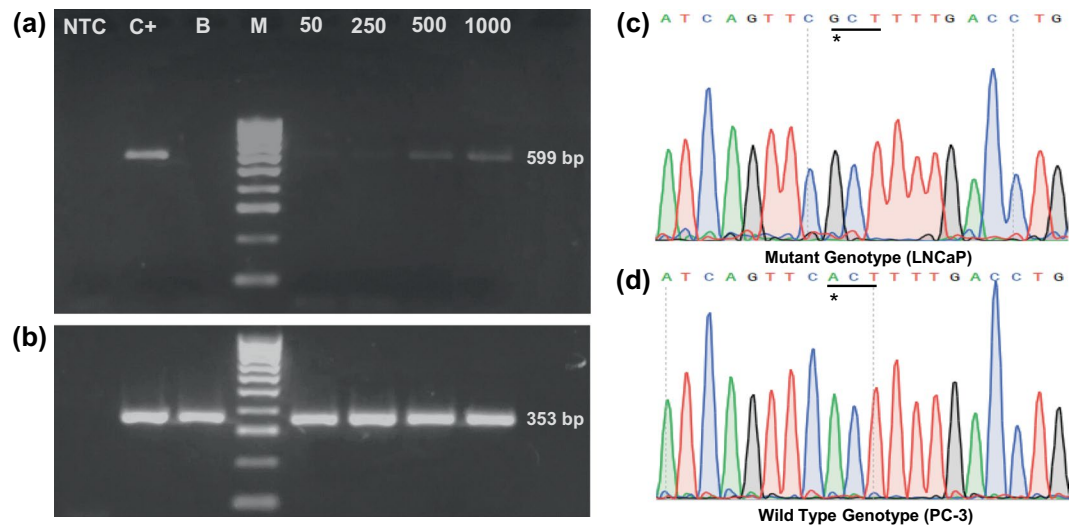 (a)
NTC C+ B M 50 250 500 1000
599 bp
(b)
353 bp
(c)
A T C A G T T C G C T T T T G A C C T G
*
Mutant Genotype (LNCaP)
(d)
A T C A G T T C A C T T T T G A C C T G
*
Wild Type Genotype (PC-3)